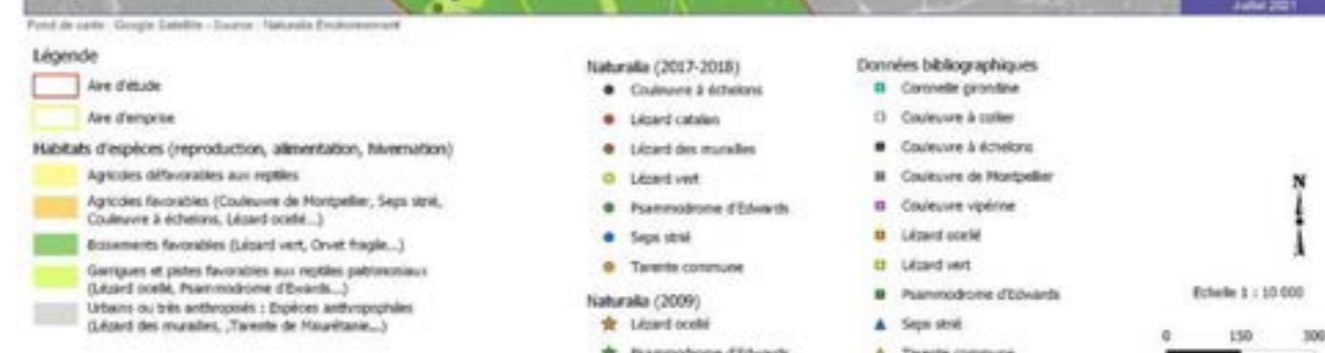 Juillet 2021
Fond de carte : Google Satellite - Source : Naturalia Environnement
Légende
Aire d'étude
Aire d'emprise
Habitats d'espèces (reproduction, alimentation, hivernation)
Agricoles défavorables aux reptiles
Agricoles favorables (Couleuvre de Montpellier, Seps strié,
Couleuvre à échelons, Lézard ocellé...)
Boisements favorables (Lézard vert, Orvet fragile...)
Garrigues et pistes favorables aux reptiles patrimoniaux
(Lézard ocellé, Psammodrome d'Ewards...)
Urbains ou très anthropisés : Espèces anthropophiles
(Lézard des murailles, ,Tarente de Maurétanie...)
Naturalia (2017-2018)
Couleuvre à échelons
Lézard catalan
Lézard des murailles
Lézard vert
Psammodrome d'Edwards
Seps strié
Tarente commune
Naturalia (2009)
Lézard ocellé
Psammodrome d'Edwards
Données bibliographiques
Coronelle girondine
Couleuvre à collier
Couleuvre à échelons
Couleuvre de Montpellier
Couleuvre vipérine
Lézard ocellé
Lézard vert
Psammodrome d'Edwards
Seps strié
Tarente commune
N
Echelle 1 : 10 000
0 150 300